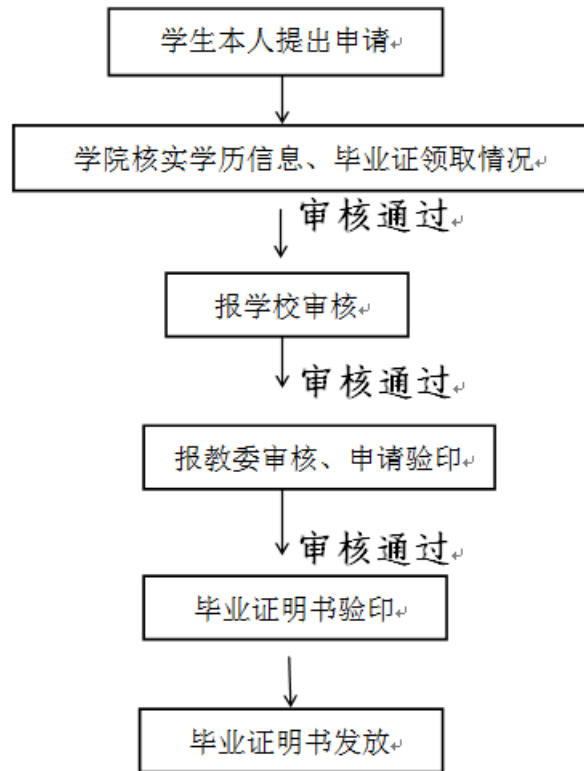 学生本人提出申请
学院核实学历信息、毕业证领取情况
审核通过
报学校审核
审核通过
报教委审核、申请验印
审核通过
毕业证明书验印
毕业证明书发放